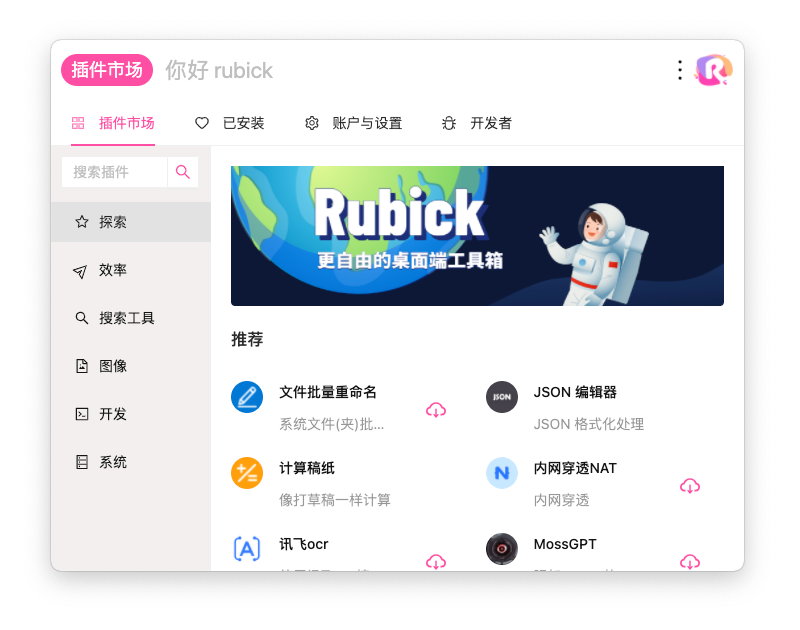 插件市场 你好 rubick
插件市场 已安装 账户与设置 开发者
搜索插件
探索
效率
搜索工具
图像
开发
系统
Rubick
更自由的桌面端工具箱
推荐
文件批量重命名
系统文件(夹)批...
JSON
JSON 编辑器
JSON 格式化处理
计算稿纸
像打草稿一样计算
N
内网穿透NAT
内网穿透
A
讯飞ocr
MossGPT